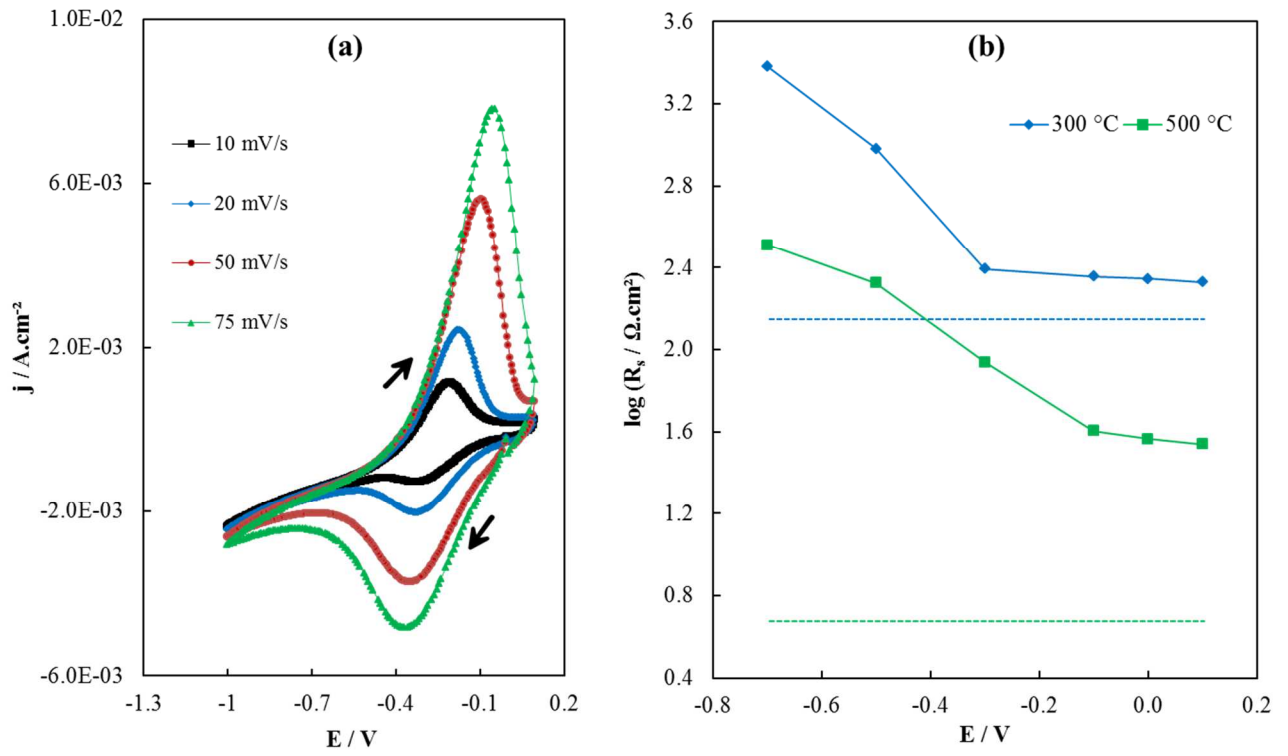 (a)
1.0E-02
6.0E-03
2.0E-03
-2.0E-03
-6.0E-03
j / A.cm⁻²
10 mV/s
20 mV/s
50 mV/s
75 mV/s
-1.3
-1
-0.7
-0.4
-0.1
0.2
E / V
(b)
3.6
3.2
2.8
2.4
2.0
1.6
1.2
0.8
0.4
log (Rₛ / Ω.cm²)
300 °C
500 °C
-0.8
-0.6
-0.4
-0.2
0.0
0.2
E / V